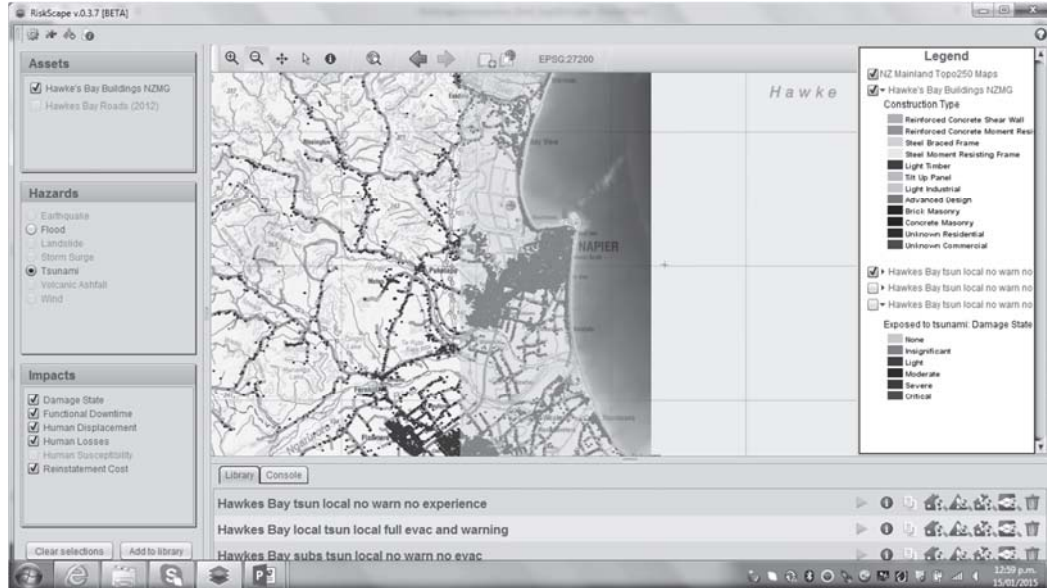 RiskScape v.0.3.7 [BETA]
EPSG:27200
Assets
Hawke's Bay Buildings NZMG
Hawkes Bay Roads (2012)
Hazards
Earthquake
Flood
Landslide
Storm Surge
Tsunami
Volcanic Ashfall
Wind
Impacts
Damage State
Functional Downtime
Human Displacement
Human Losses
Human Susceptibility
Reinstatement Cost
Clear selections
Add to library
Hawke
Bay View
NAPIER
Legend
NZ Mainland Topo250 Maps
Hawke's Bay Buildings NZMG
Construction Type
Reinforced Concrete Shear Wall
Reinforced Concrete Moment Resi
Steel Braced Frame
Steel Moment Resisting Frame
Light Timber
Tilt Up Panel
Light Industrial
Advanced Design
Brick Masonry
Concrete Masonry
Unknown Residential
Unknown Commercial
Hawkes Bay tsun local no warn no
Hawkes Bay tsun local no warn no
Hawkes Bay tsun local no warn no
Exposed to tsunami: Damage State
None
Insignificant
Light
Moderate
Severe
Critical
Library
Console
Hawkes Bay tsun local no warn no experience
Hawkes Bay local tsun local full evac and warning
Hawkes Bay subs tsun local no warn no evac
12:59 p.m.
15/01/2015